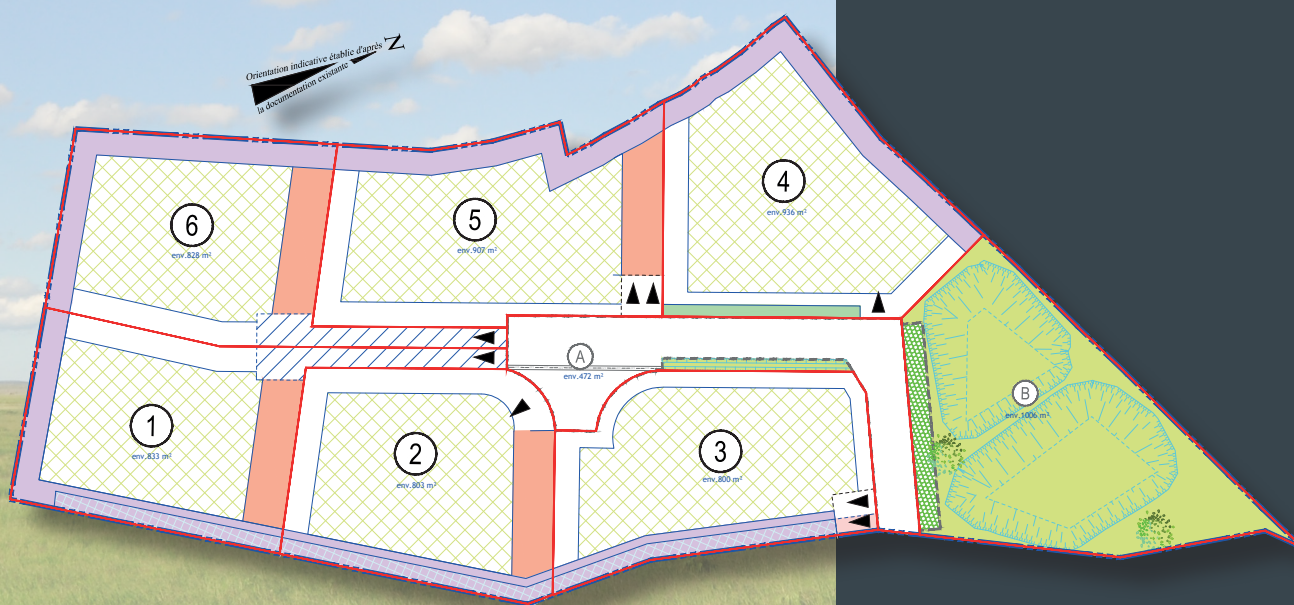 N
Orientation indicative établie d'après
la documentation existante
4
env.936 m²
5
env.907 m²
6
env.828 m²
A
env.472 m²
B
env.1006 m²
1
env.833 m²
2
env.803 m²
3
env.800 m²